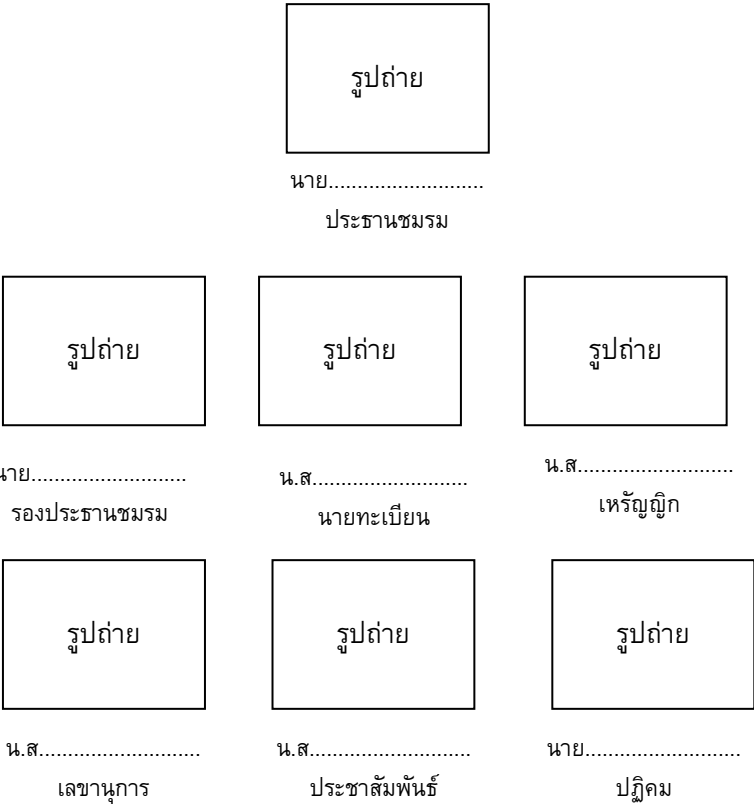 รูปถ่าย
นาย...........................
ประธานชมรม
รูปถ่าย
รูปถ่าย
รูปถ่าย
นาย...........................
น.ส...........................
น.ส...........................
รองประธานชมรม
นายทะเบียน
เหรัญญิก
รูปถ่าย
รูปถ่าย
รูปถ่าย
น.ส............................
น.ส............................
นาย...........................
เลขานุการ
ประชาสัมพันธ์
ปฏิคม